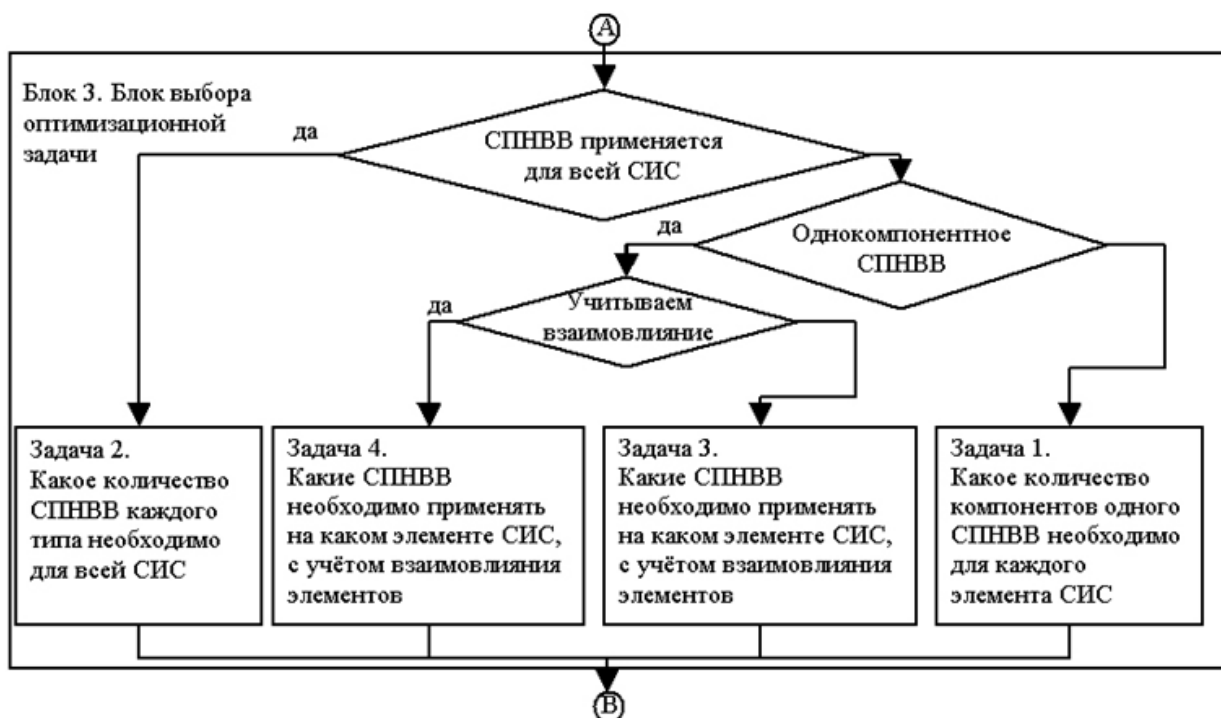 А
Блок 3. Блок выбора
оптимизационной
задачи
да
СПНВВ применяется
для всей СИС
да
Однокомпонентное
СПНВВ
да
Учитываем
взаимовлияние
Задача 2.
Какое количество
СПНВВ каждого
типа необходимо
для всей СИС
Задача 4.
Какие СПНВВ
необходимо применять
на каком элементе СИС,
с учётом взаимовлияния
элементов
Задача 3.
Какие СПНВВ
необходимо применять
на каком элементе СИС,
с учётом взаимовлияния
элементов
Задача 1.
Какое количество
компонентов одного
СПНВВ необходимо
для каждого
элемента СИС
В